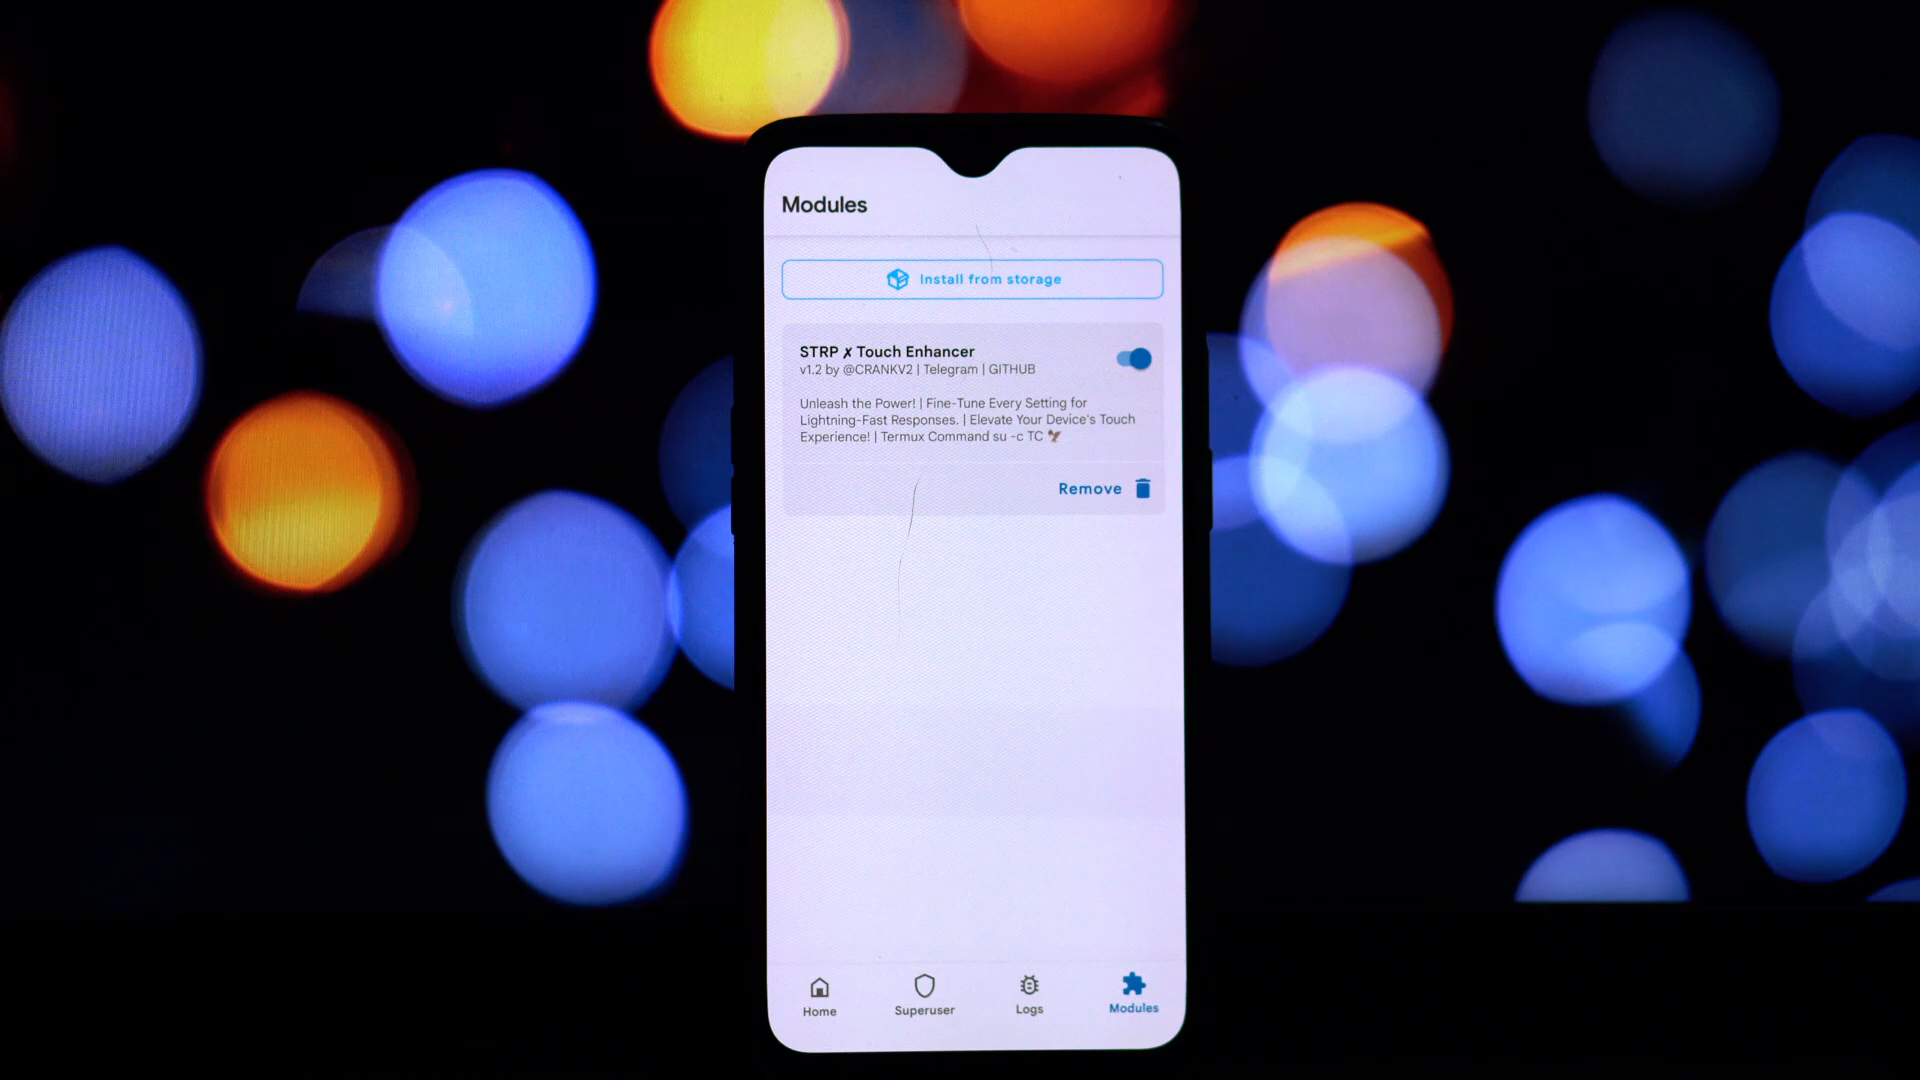 Modules
Install from storage
STRP ✗ Touch Enhancer
v1.2 by @CRANKV2 | Telegram | GITHUB
Unleash the Power! | Fine-Tune Every Setting for
Lightning-Fast Responses. | Elevate Your Device's Touch
Experience! | Termux Command su -c TC 🦅
Remove
Home
Superuser
Logs
Modules